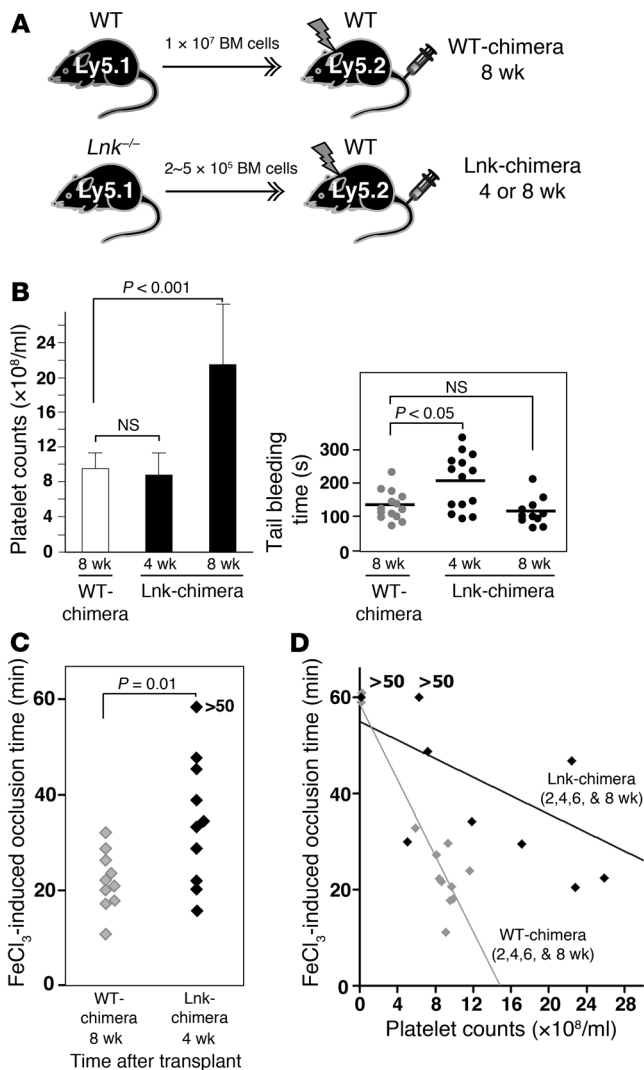 A
WT
Ly5.1
1 × 10⁷ BM cells
WT
Ly5.2
WT-chimera
8 wk
Lnk⁻/⁻
Ly5.1
2~5 × 10⁵ BM cells
WT
Ly5.2
Lnk-chimera
4 or 8 wk
B
Platelet counts (×10⁸/ml)
24
20
16
12
8
4
0
P < 0.001
NS
8 wk
4 wk
8 wk
WT-
chimera
Lnk-chimera
Tail bleeding
time (s)
300
200
100
0
NS
P < 0.05
8 wk
4 wk
8 wk
WT-
chimera
Lnk-chimera
C
FeCl₃-induced occlusion time (min)
60
40
20
0
P = 0.01
>50
WT-
chimera
8 wk
Lnk-
chimera
4 wk
Time after transplant
D
FeCl₃-induced occlusion time (min)
60
40
20
0
>50
>50
Lnk-chimera
(2,4,6, & 8 wk)
WT-chimera
(2,4,6, & 8 wk)
0 4 8 12 16 20 24 28
Platelet counts (×10⁸/ml)